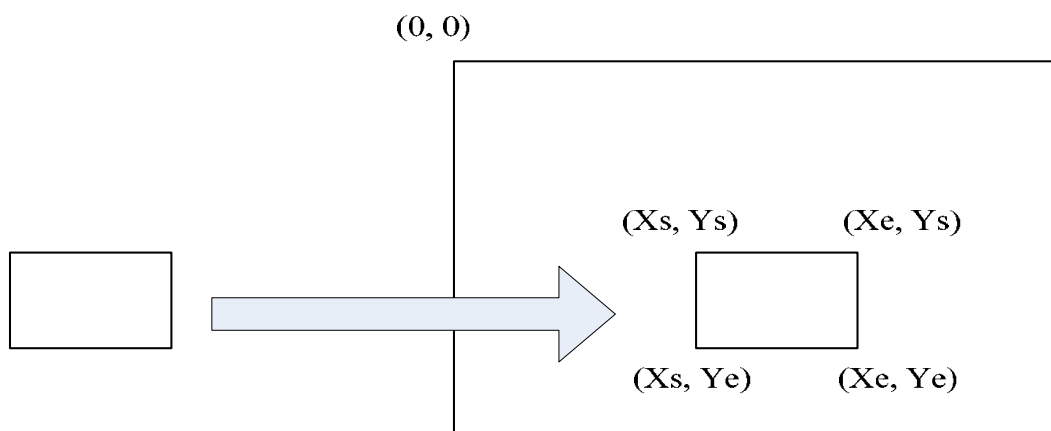 (0, 0)
(Xs, Ys) (Xe, Ys)
(Xs, Ye) (Xe, Ye)